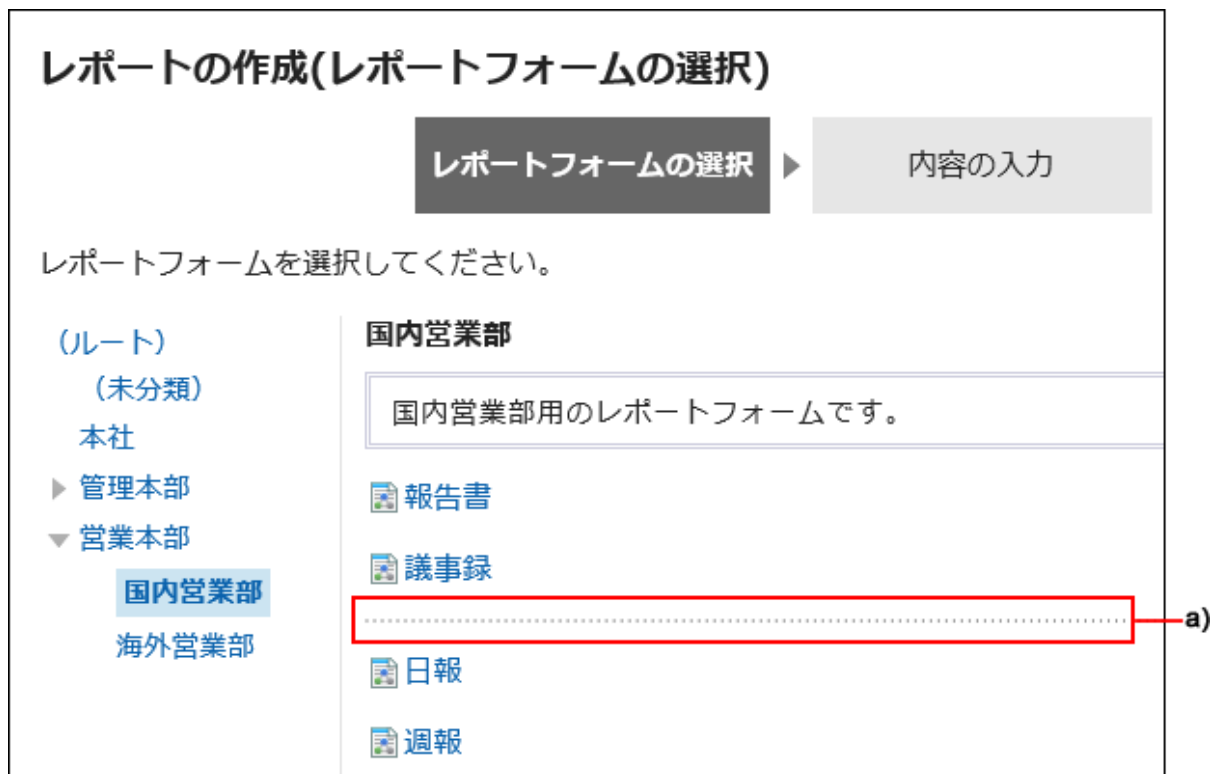 レポートの作成(レポートフォームの選択)
レポートフォームの選択
内容の入力
レポートフォームを選択してください。
(ルート)
(未分類)
本社
管理本部
営業本部
国内営業部
海外営業部
国内営業部
国内営業部用のレポートフォームです。
報告書
議事録
a)
日報
週報